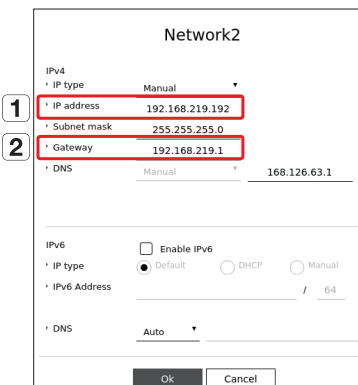 Network2
IPv4
IP type Manual
1 IP address 192.168.219.192
Subnet mask 255.255.255.0
2 Gateway 192.168.219.1
DNS Manual 168.126.63.1
IPv6 Enable IPv6
IP type Default DHCP Manual
IPv6 Address / 64
DNS Auto
Ok Cancel